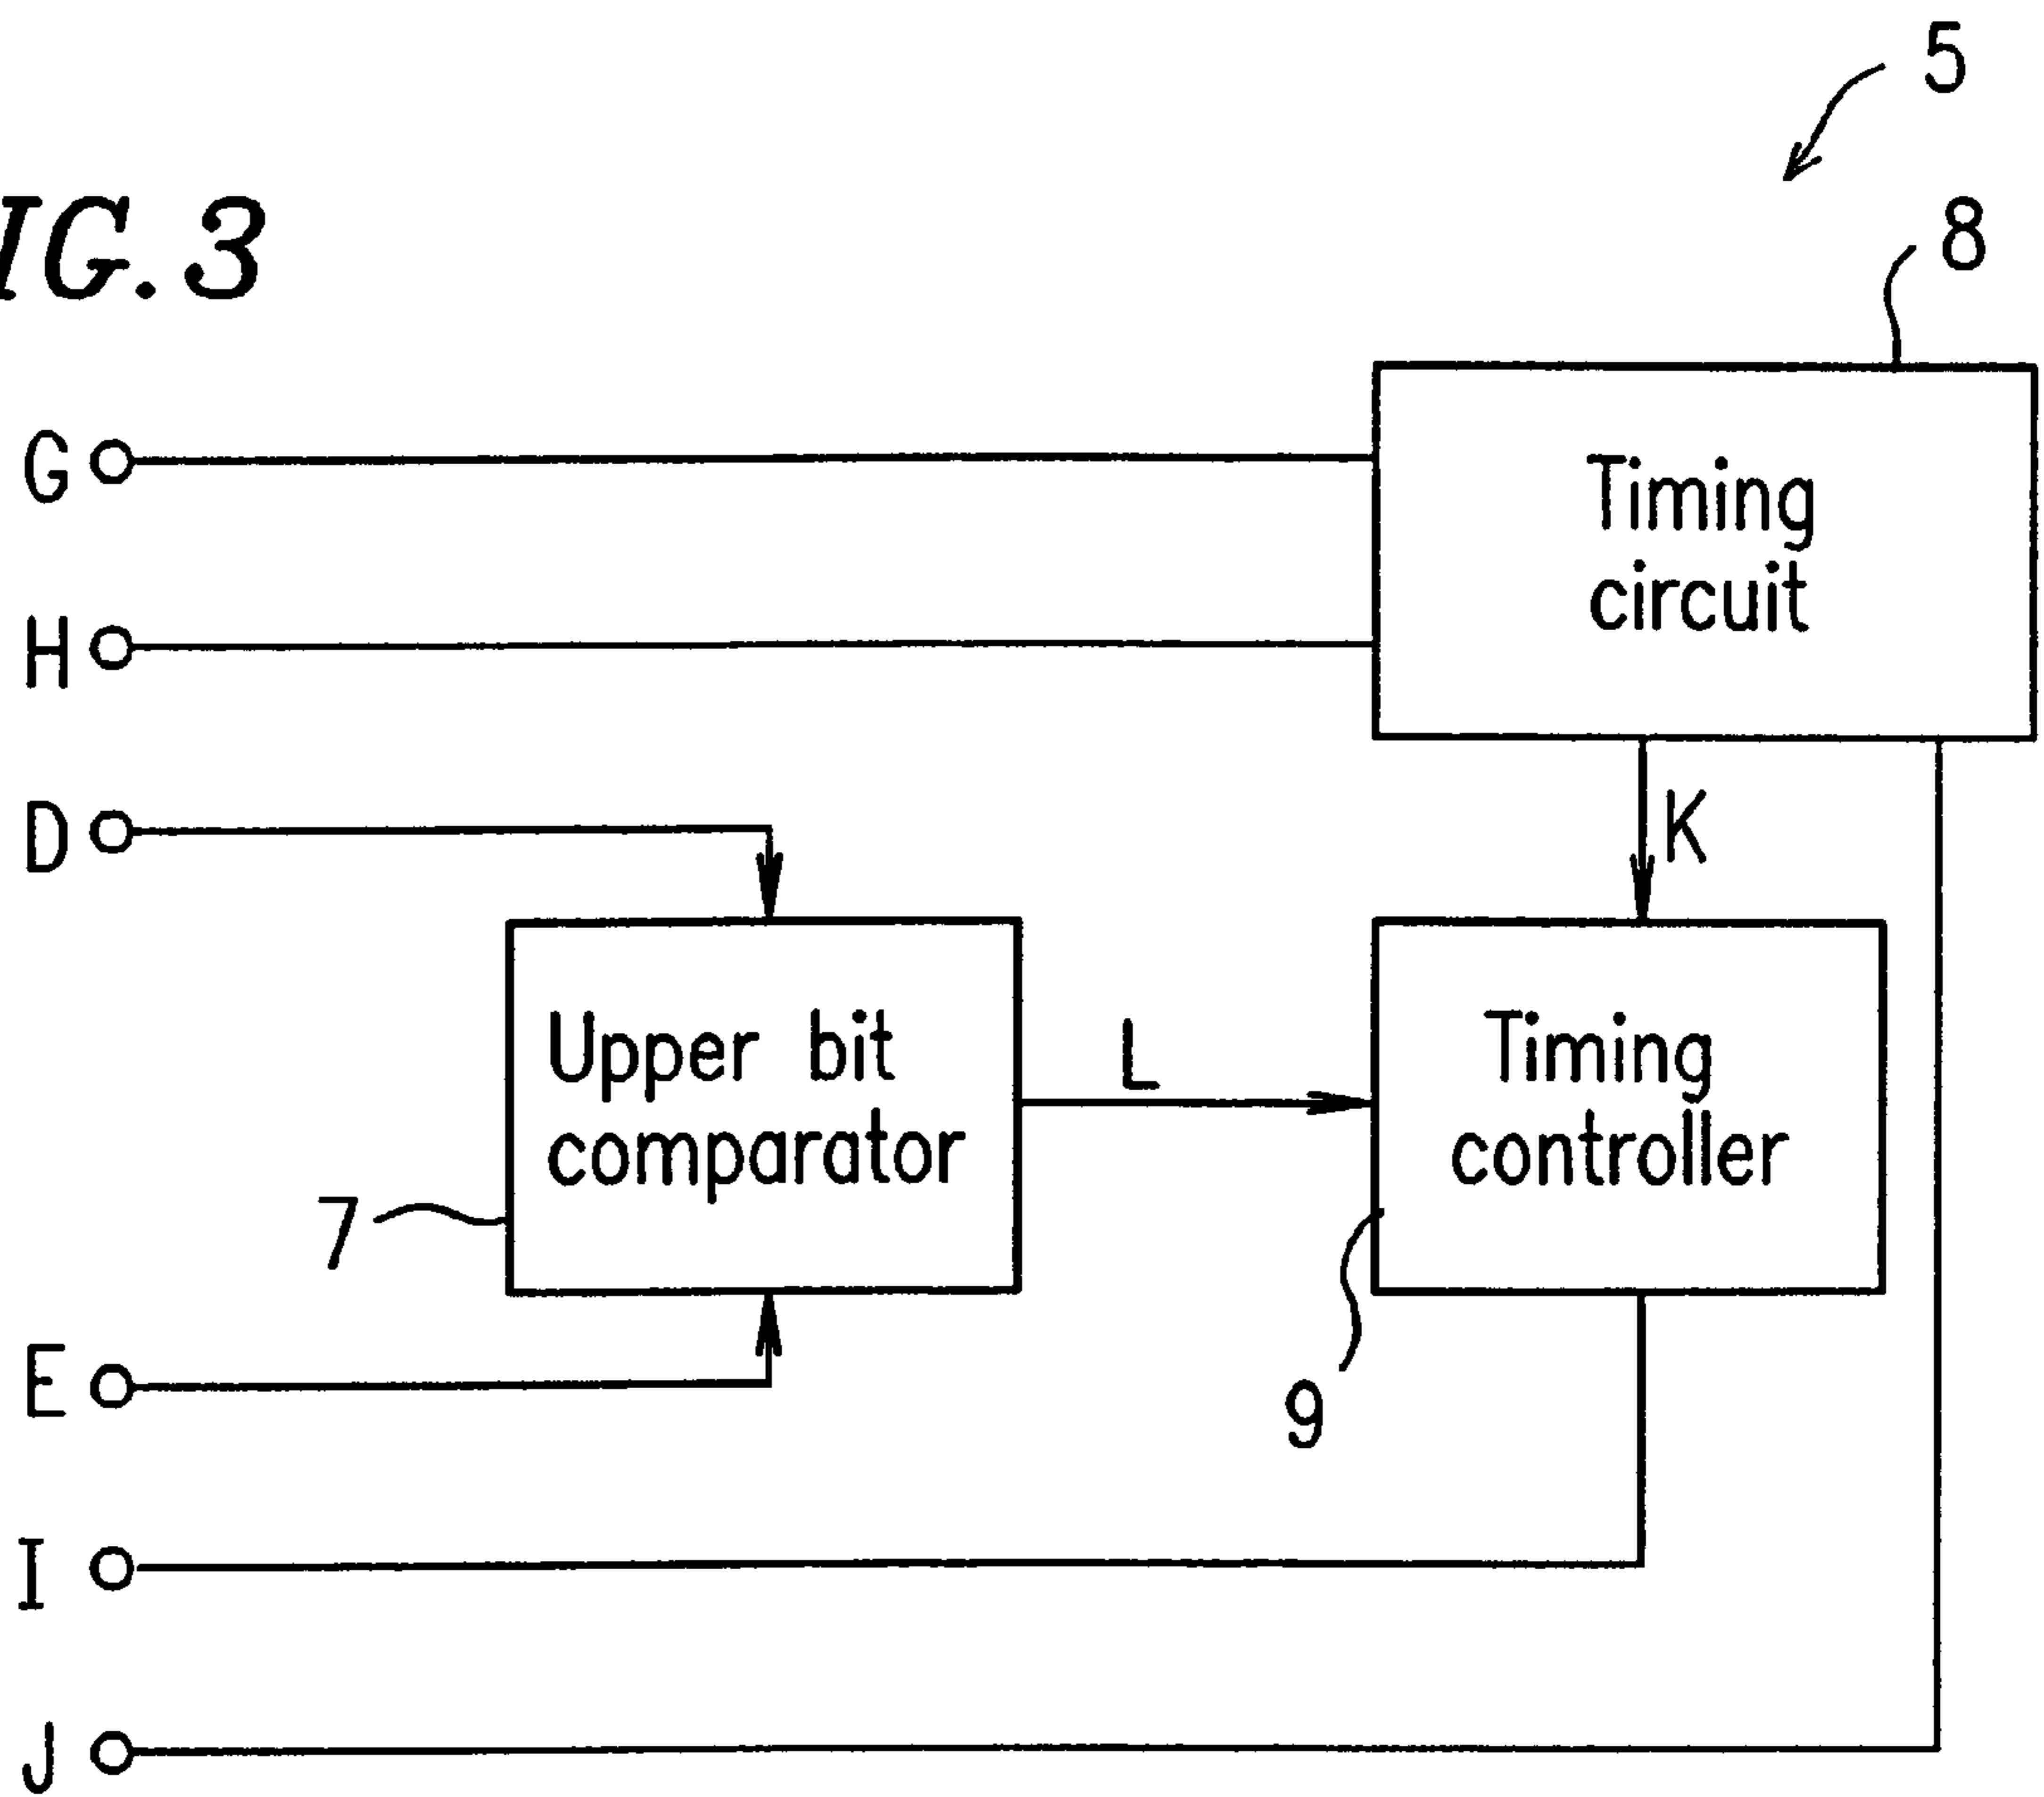 5
IG. 3
8
G
Timing
circuit
H
D
K
Upper bit
comparator
L
Timing
controller
7
E
9
I
J